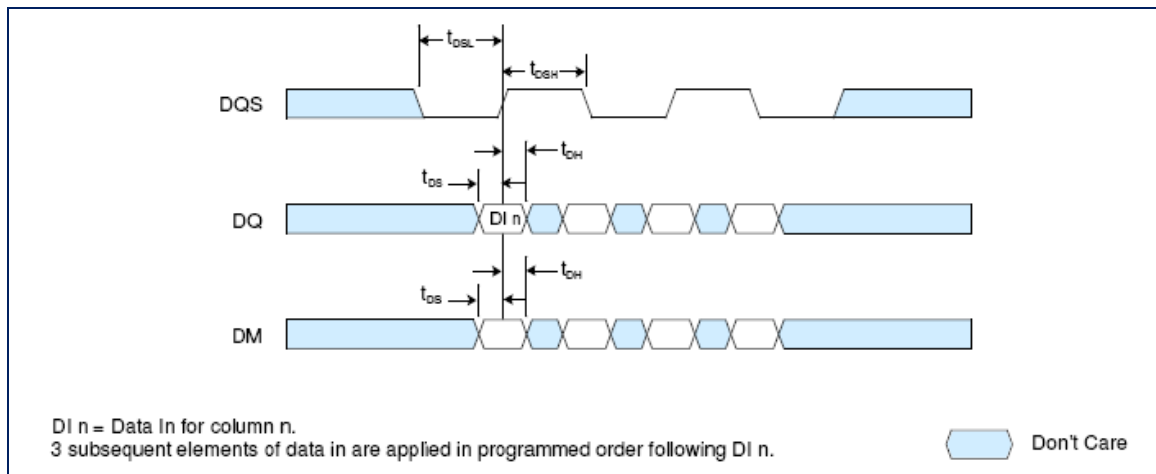 tDSL
tDSH
DQS
tDH
tDS
DQ
DI n
tDH
tDS
DM
DI n = Data In for column n.
3 subsequent elements of data in are applied in programmed order following DI n.
Don't Care